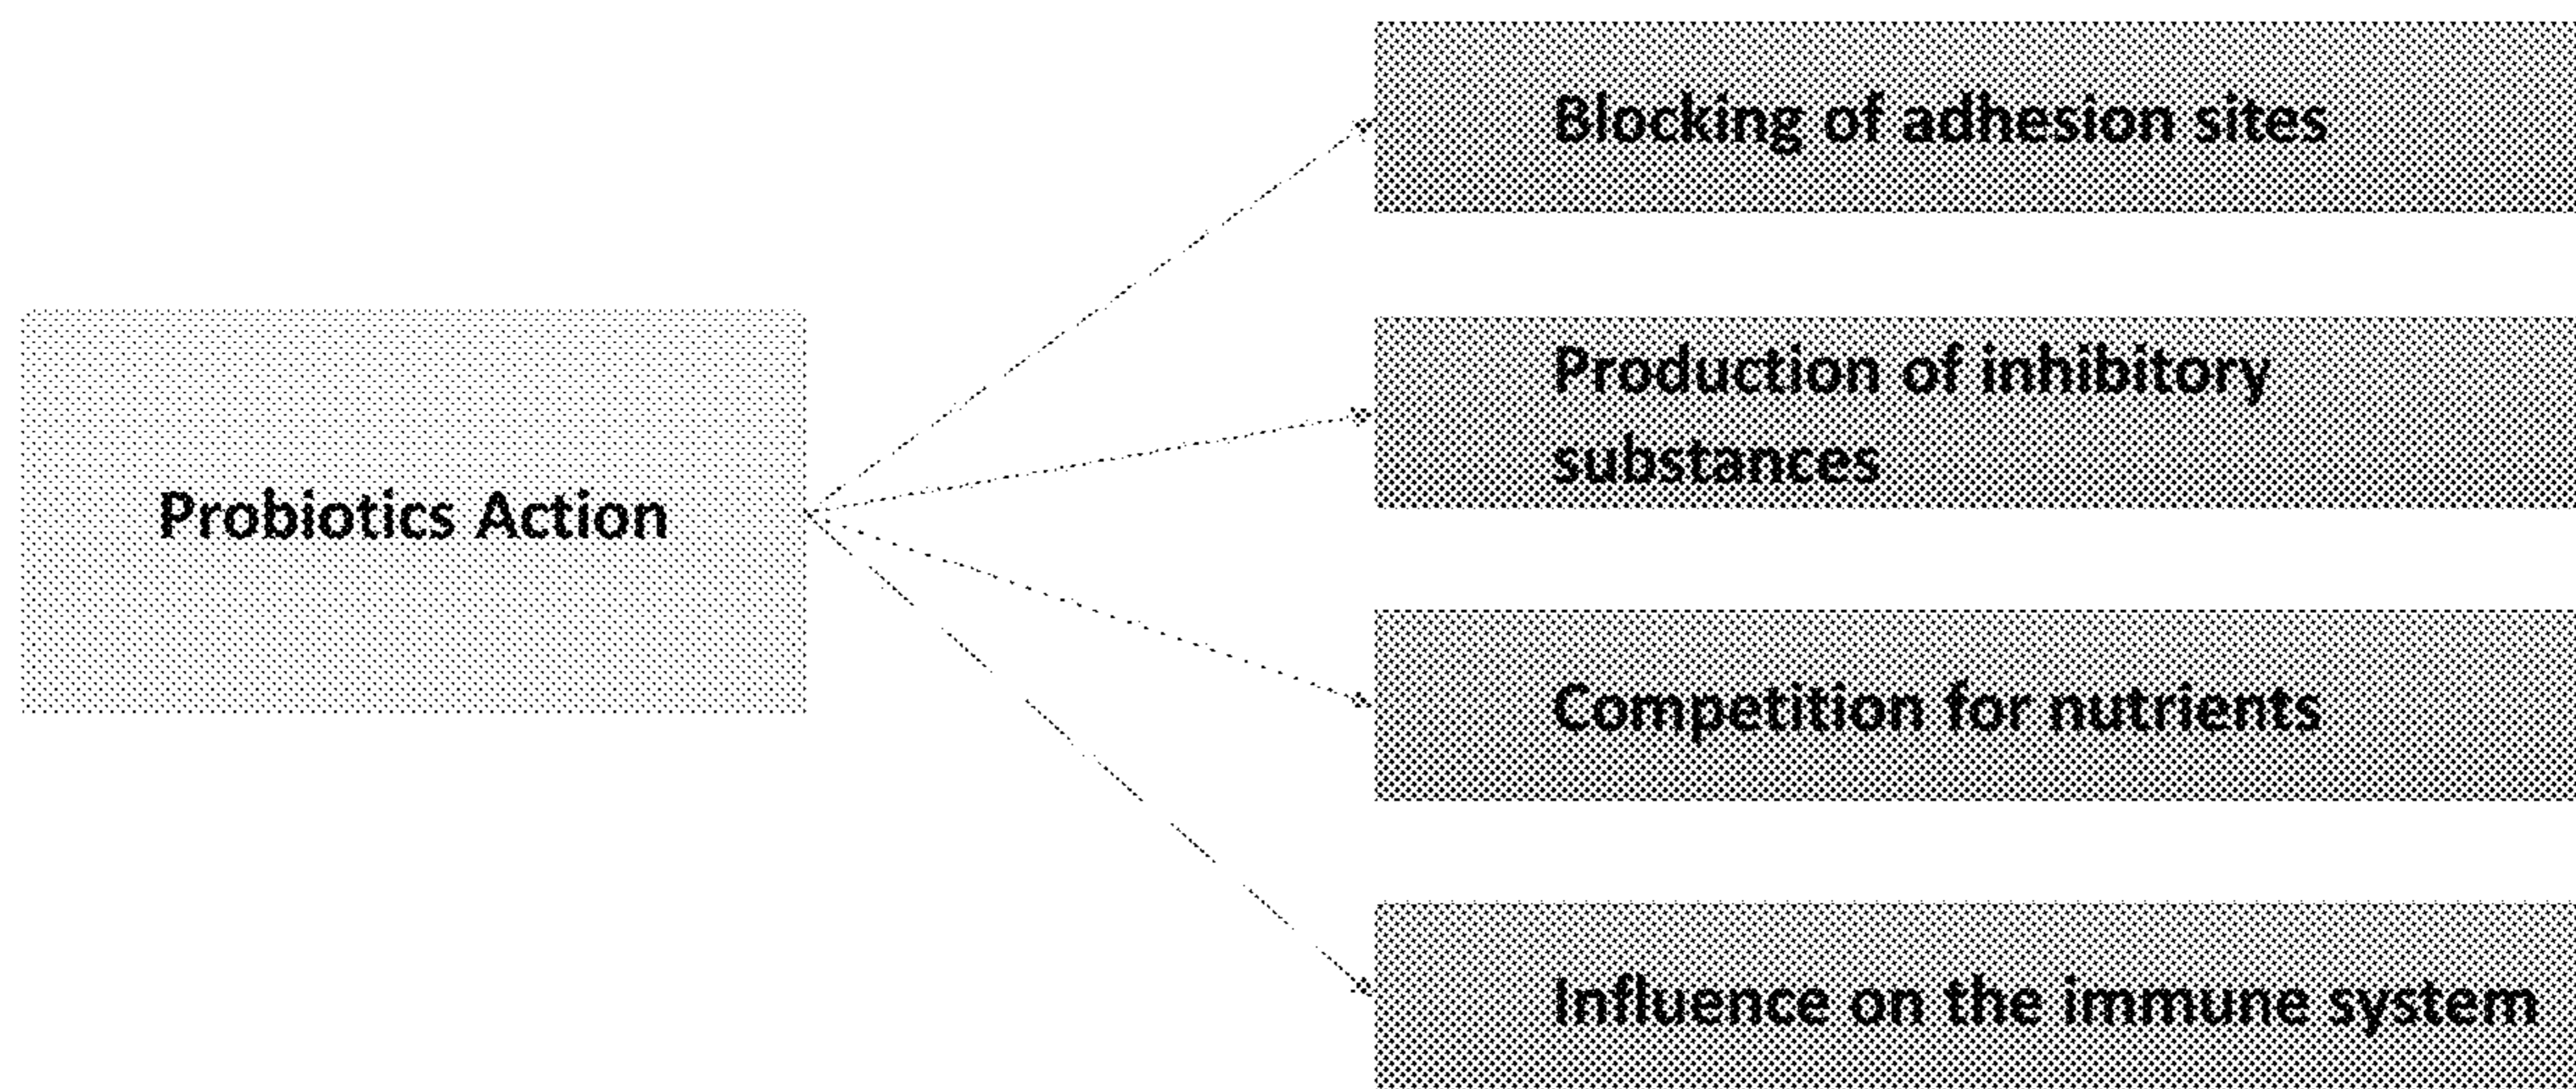 Blocking of adhesion sites
Production of inhibitory
substances
Probiotics Action
Competition for nutrients
Influence on the immune system